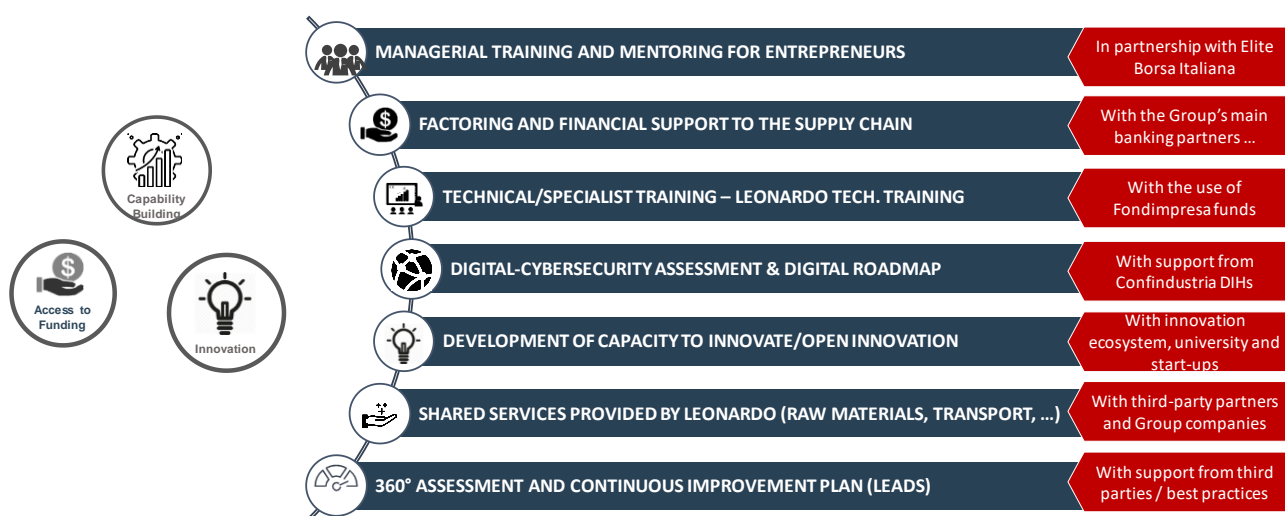 Capability
Building
Access to
Funding
Innovation
MANAGERIAL TRAINING AND MENTORING FOR ENTREPRENEURS
In partnership with Elite
Borsa Italiana
FACTORING AND FINANCIAL SUPPORT TO THE SUPPLY CHAIN
With the Group's main
banking partners ...
TECHNICAL/SPECIALIST TRAINING – LEONARDO TECH. TRAINING
With the use of
Fondimpresa funds
DIGITAL-CYBERSECURITY ASSESSMENT & DIGITAL ROADMAP
With support from
Confindustria DIHs
DEVELOPMENT OF CAPACITY TO INNOVATE/OPEN INNOVATION
With innovation
ecosystem, university and
start-ups
SHARED SERVICES PROVIDED BY LEONARDO (RAW MATERIALS, TRANSPORT, ...)
With third-party partners
and Group companies
360° ASSESSMENT AND CONTINUOUS IMPROVEMENT PLAN (LEADS)
With support from third
parties / best practices